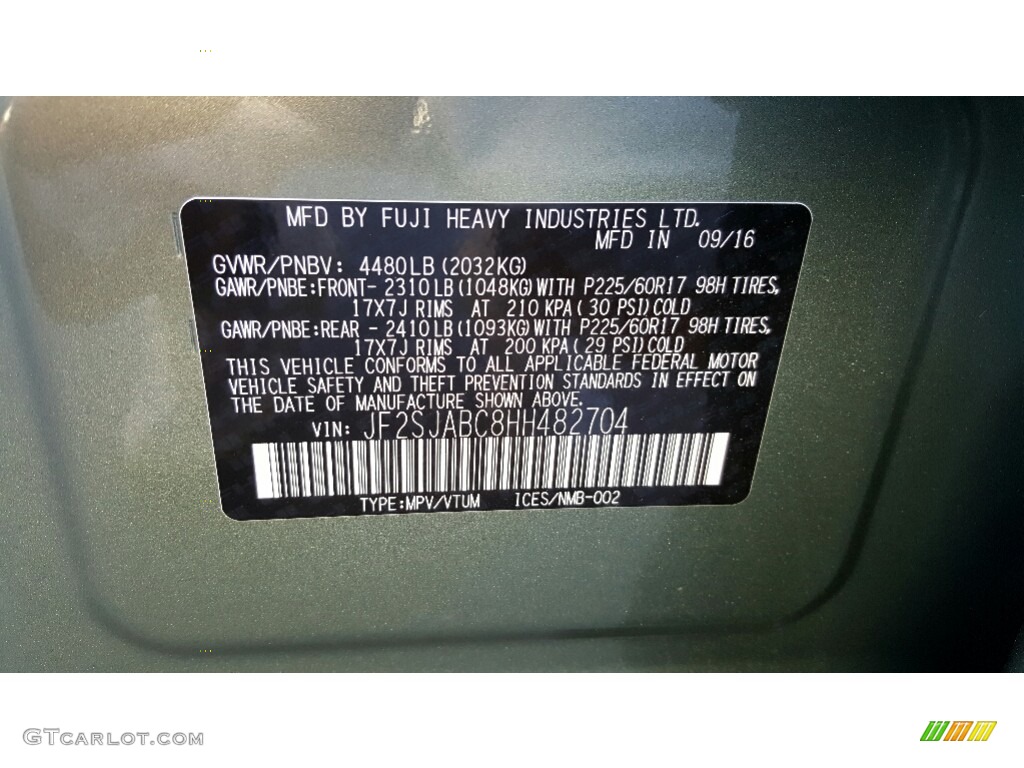 MFD BY FUJI HEAVY INDUSTRIES LTD.
MFD IN 09/16
GVWR/PNBV: 4480LB(2032KG)
GAWR/PNBE:FRONT- 2310LB(1048KG)WITH P225/60R17 98H TIRES,
17X7J RIMS AT 210 KPA( 30 PSI)COLD
GAWR/PNBE:REAR - 2410LB(1093KG)WITH P225/60R17 98H TIRES,
17X7J RIMS AT 200 KPA( 29 PSI)COLD
THIS VEHICLE CONFORMS TO ALL APPLICABLE FEDERAL MOTOR
VEHICLE SAFETY AND THEFT PREVENTION STANDARDS IN EFFECT ON
THE DATE OF MANUFACTURE SHOWN ABOVE.
VIN: JF2SJABC8HH482704
TYPE:MPV/VTUM ICES/NMB-002
GTCARLOT.COM